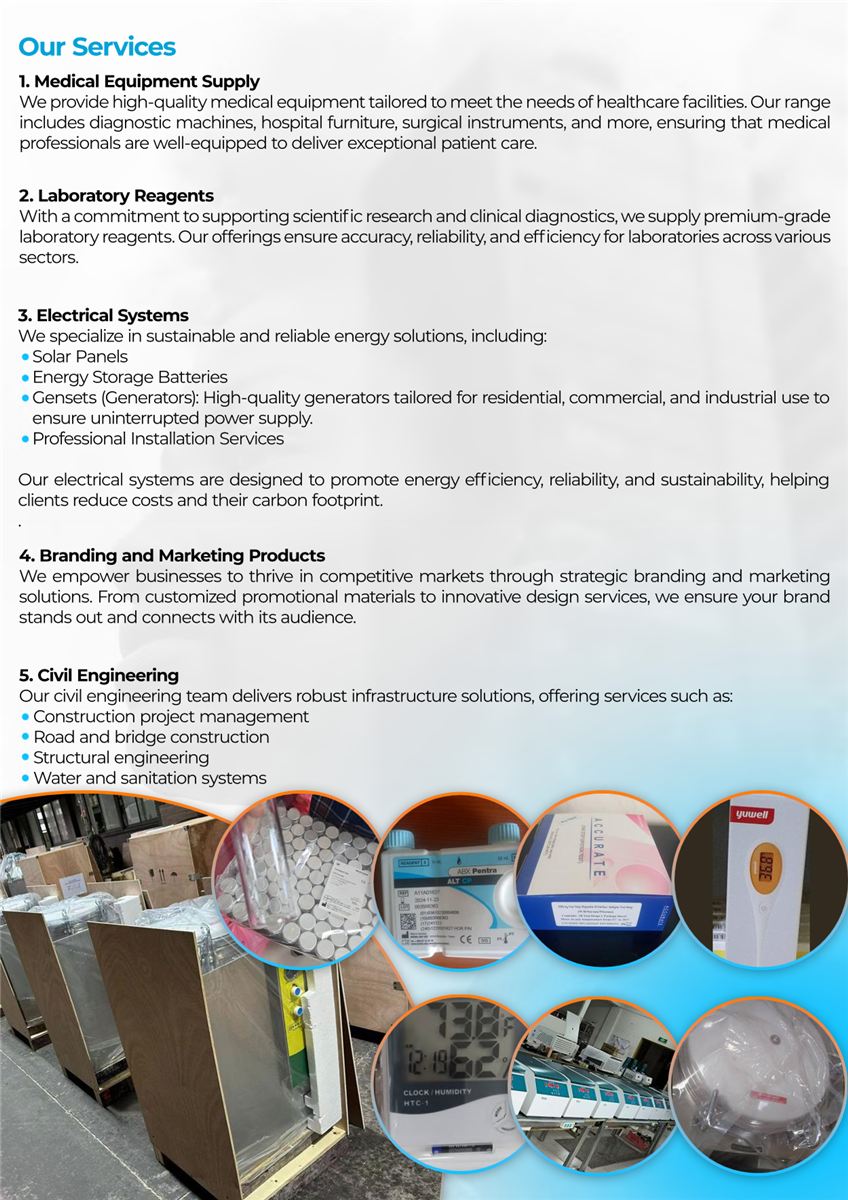 Our Services
1. Medical Equipment Supply
We provide high-quality medical equipment tailored to meet the needs of healthcare facilities. Our range
includes diagnostic machines, hospital furniture, surgical instruments, and more, ensuring that medical
professionals are well-equipped to deliver exceptional patient care.
2. Laboratory Reagents
With a commitment to supporting scientific research and clinical diagnostics, we supply premium-grade
laboratory reagents. Our offerings ensure accuracy, reliability, and efficiency for laboratories across various
sectors.
3. Electrical Systems
We specialize in sustainable and reliable energy solutions, including:
Solar Panels
Energy Storage Batteries
Gensets (Generators): High-quality generators tailored for residential, commercial, and industrial use to
ensure uninterrupted power supply.
Professional Installation Services
Our electrical systems are designed to promote energy efficiency, reliability, and sustainability, helping
clients reduce costs and their carbon footprint.
.
4. Branding and Marketing Products
We empower businesses to thrive in competitive markets through strategic branding and marketing
solutions. From customized promotional materials to innovative design services, we ensure your brand
stands out and connects with its audience.
5. Civil Engineering
Our civil engineering team delivers robust infrastructure solutions, offering services such as:
Construction project management
Road and bridge construction
Structural engineering
Water and sanitation systems
REAGENT
ABX Pentra
ALT CP
REF
LOT
2024-11-23
CE
IVD
ACCURATE
yuwell
12:19
CLOCK / HUMIDITY
HTC-1